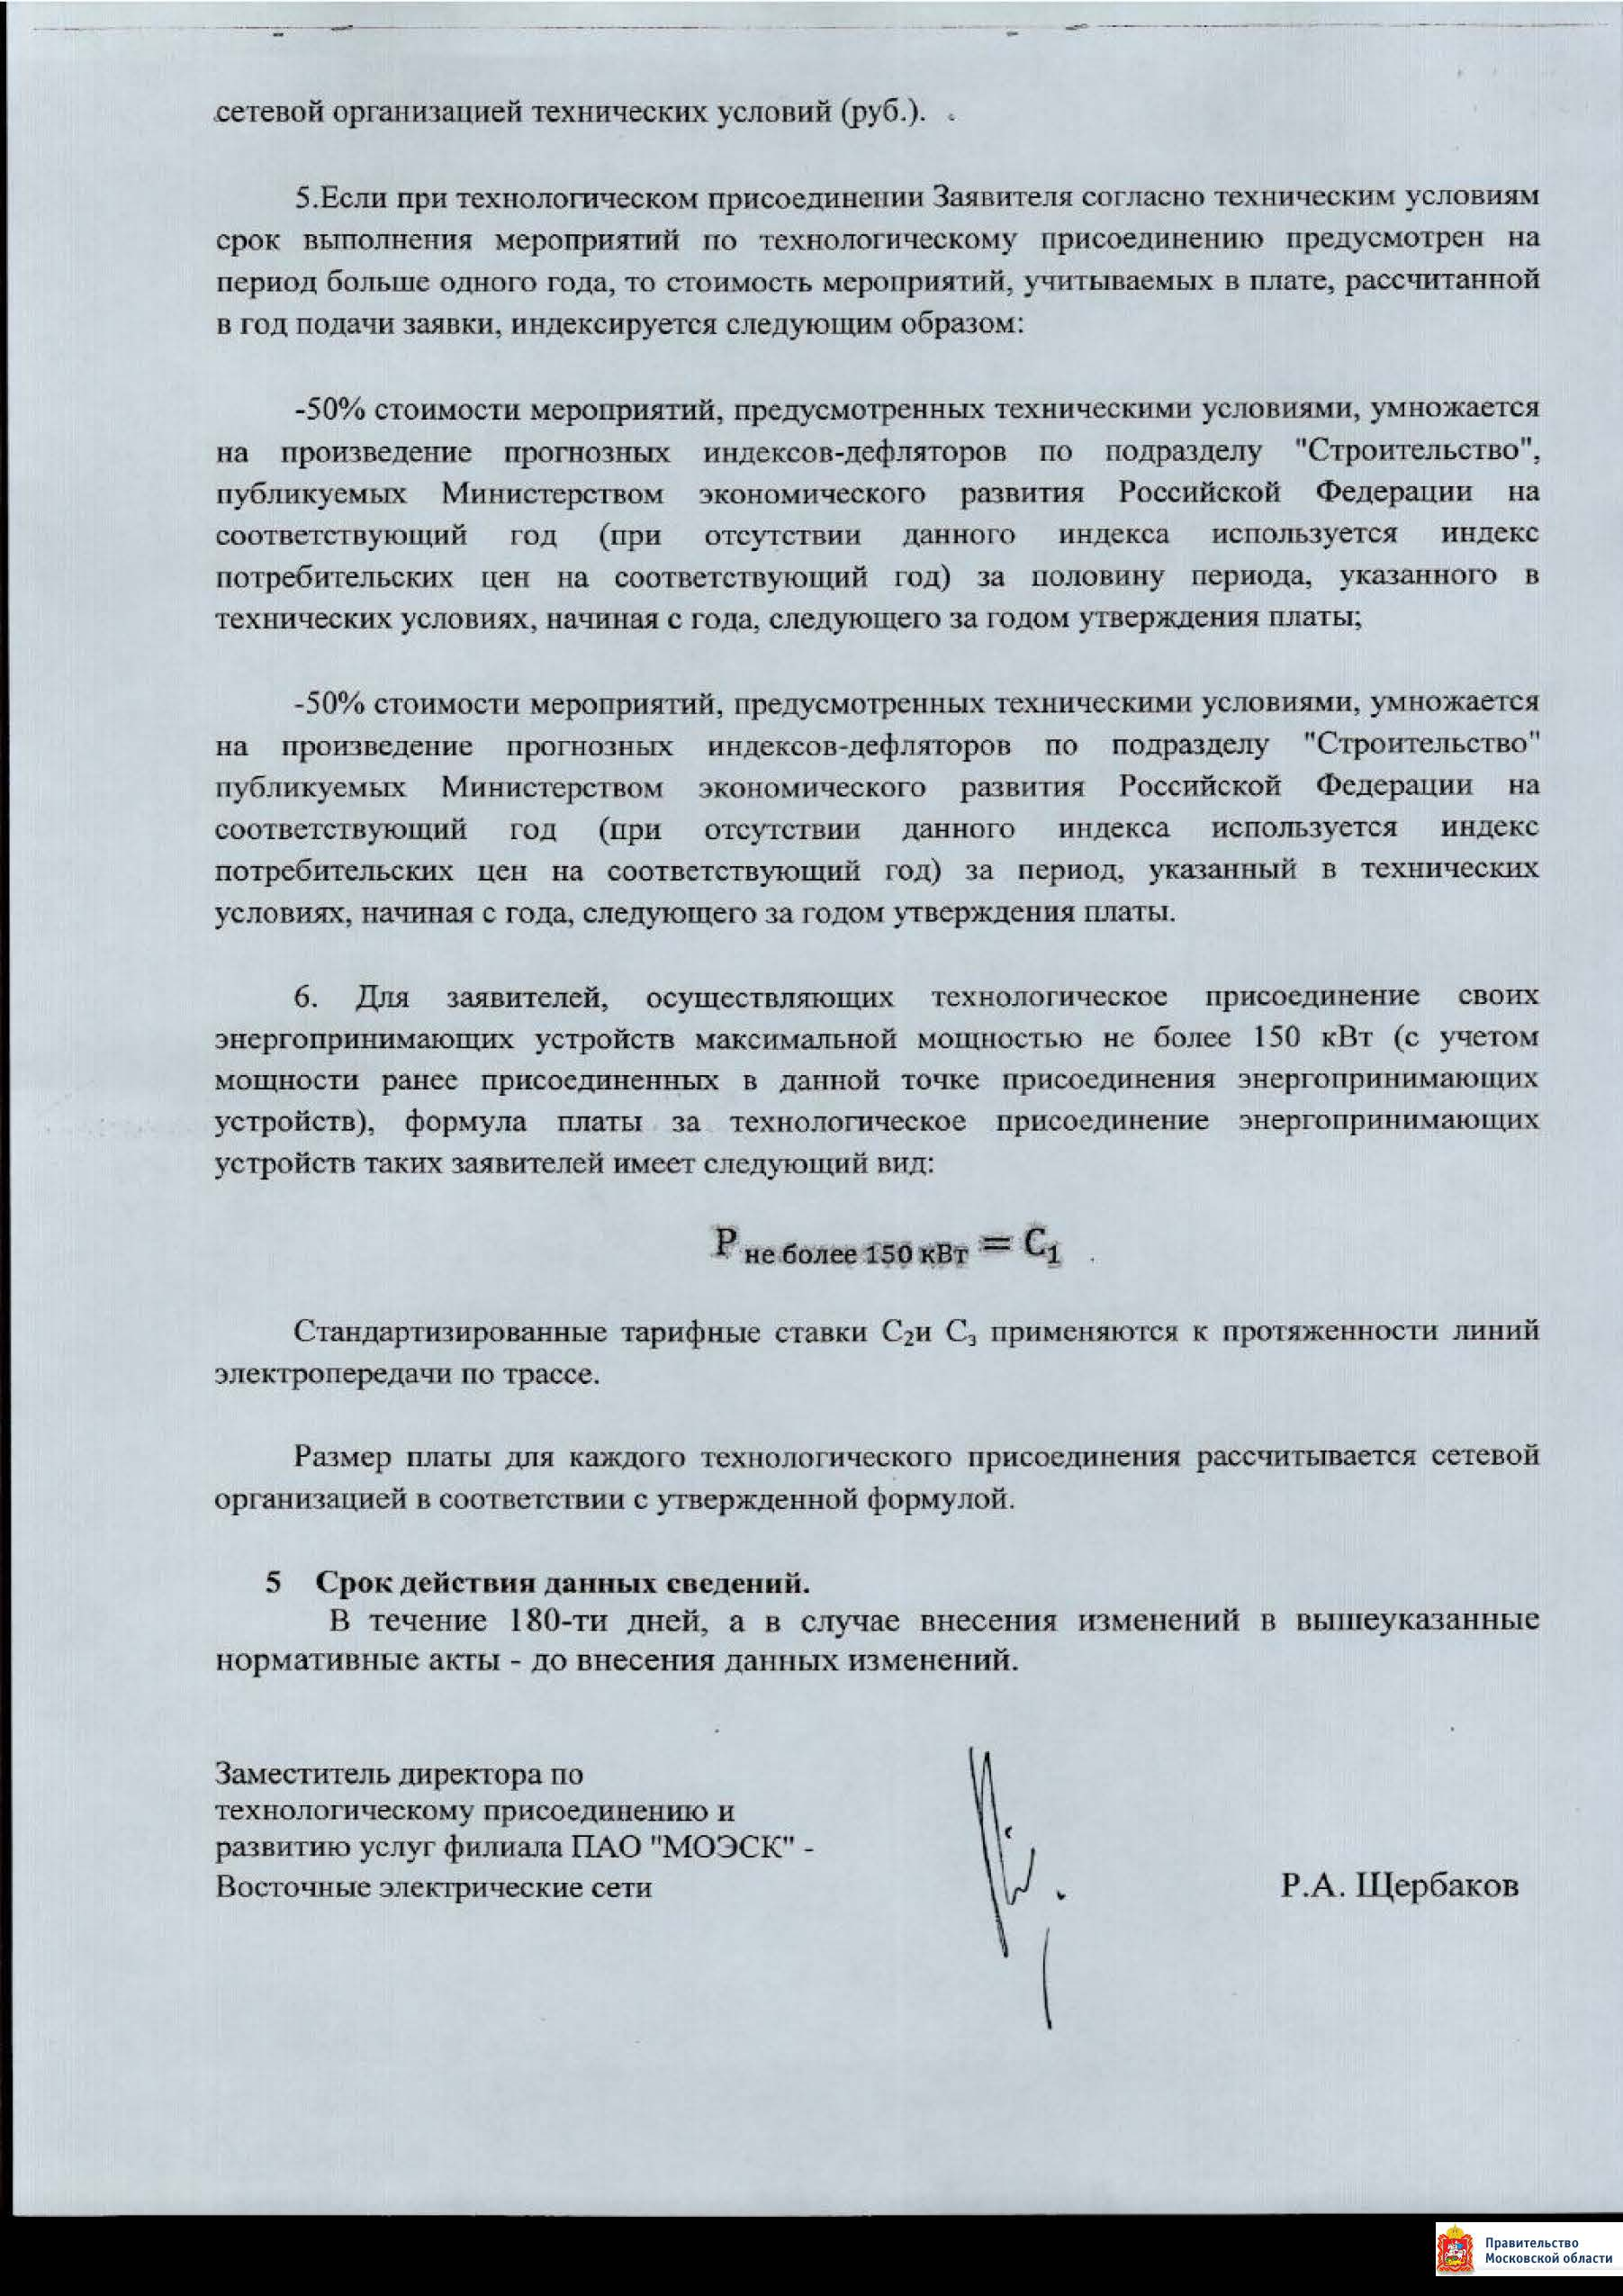 сетевой организацией технических условий (руб.).
5.Если при технологическом присоединении Заявителя согласно техническим условиям
срок выполнения мероприятий по технологическому присоединению предусмотрен на
период больше одного года, то стоимость мероприятий, учитываемых в плате, рассчитанной
в год подачи заявки, индексируется следующим образом:
-50% стоимости мероприятий, предусмотренных техническими условиями, умножается
на произведение прогнозных индексов-дефляторов по подразделу "Строительство",
публикуемых Министерством экономического развития Российской Федерации на
соответствующий год (при отсутствии данного индекса используется индекс
потребительских цен на соответствующий год) за половину периода, указанного в
технических условиях, начиная с года, следующего за годом утверждения платы;
-50% стоимости мероприятий, предусмотренных техническими условиями, умножается
на произведение прогнозных индексов-дефляторов по подразделу "Строительство"
публикуемых Министерством экономического развития Российской Федерации на
соответствующий год (при отсутствии данного индекса используется индекс
потребительских цен на соответствующий год) за период, указанный в технических
условиях, начиная с года, следующего за годом утверждения платы.
6. Для заявителей, осуществляющих технологическое присоединение своих
энергопринимающих устройств максимальной мощностью не более 150 кВт (с учетом
мощности ранее присоединенных в данной точке присоединения энергопринимающих
устройств), формула платы за технологическое присоединение энергопринимающих
устройств таких заявителей имеет следующий вид:
P не более 150 кВт = C₁
Стандартизированные тарифные ставки C₂и C₃ применяются к протяженности линий
электропередачи по трассе.
Размер платы для каждого технологического присоединения рассчитывается сетевой
организацией в соответствии с утвержденной формулой.
5 Срок действия данных сведений.
В течение 180-ти дней, а в случае внесения изменений в вышеуказанные
нормативные акты - до внесения данных изменений.
Заместитель директора по
технологическому присоединению и
развитию услуг филиала ПАО "МОЭСК" -
Восточные электрические сети
Р.А. Щербаков
Правительство
Московской области